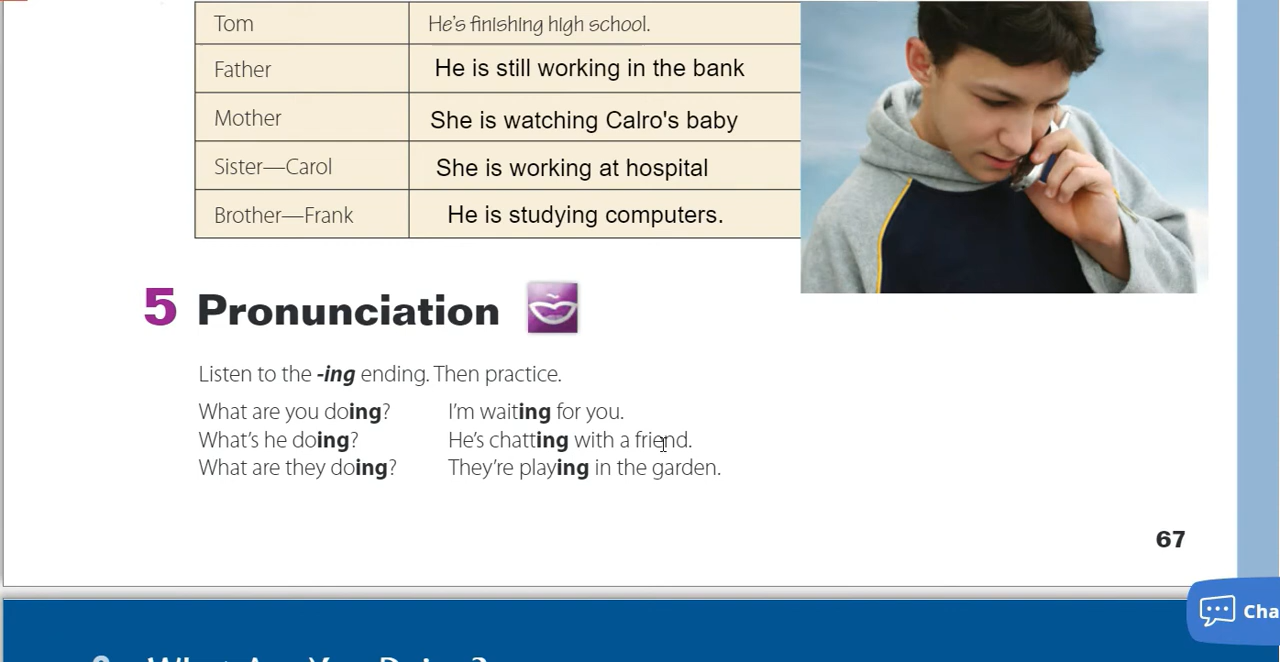 Tom He's finishing high school.
Father He is still working in the bank
Mother She is watching Calro's baby
Sister—Carol She is working at hospital
Brother—Frank He is studying computers.
5 Pronunciation
Listen to the -ing ending. Then practice.
What are you doing? I'm waiting for you.
What's he doing? He's chatting with a friend.
What are they doing? They're playing in the garden.
67
Cha